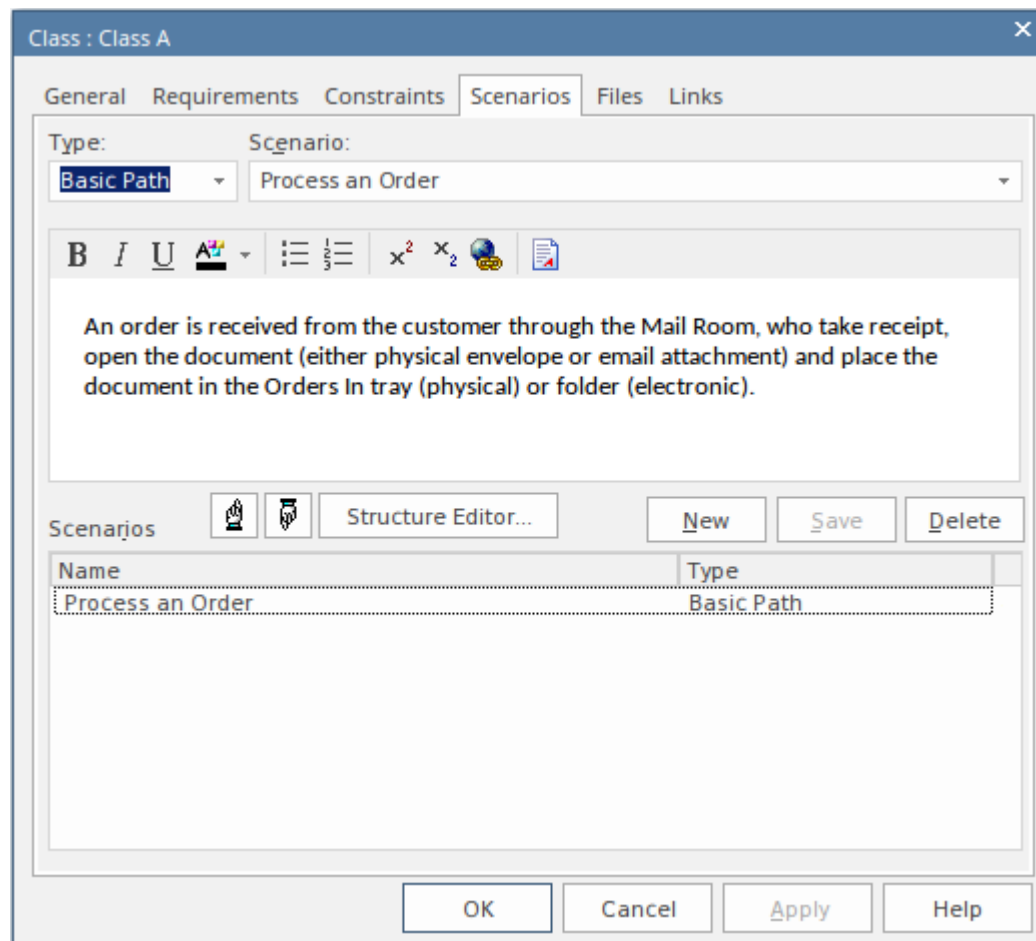 Class : Class A
General Requirements Constraints Scenarios Files Links
Type: Scenario:
Basic Path Process an Order
B I U A x² x₂
An order is received from the customer through the Mail Room, who take receipt,
open the document (either physical envelope or email attachment) and place the
document in the Orders In tray (physical) or folder (electronic).
Scenarios Structure Editor... New Save Delete
Name Type
Process an Order Basic Path
OK Cancel Apply Help